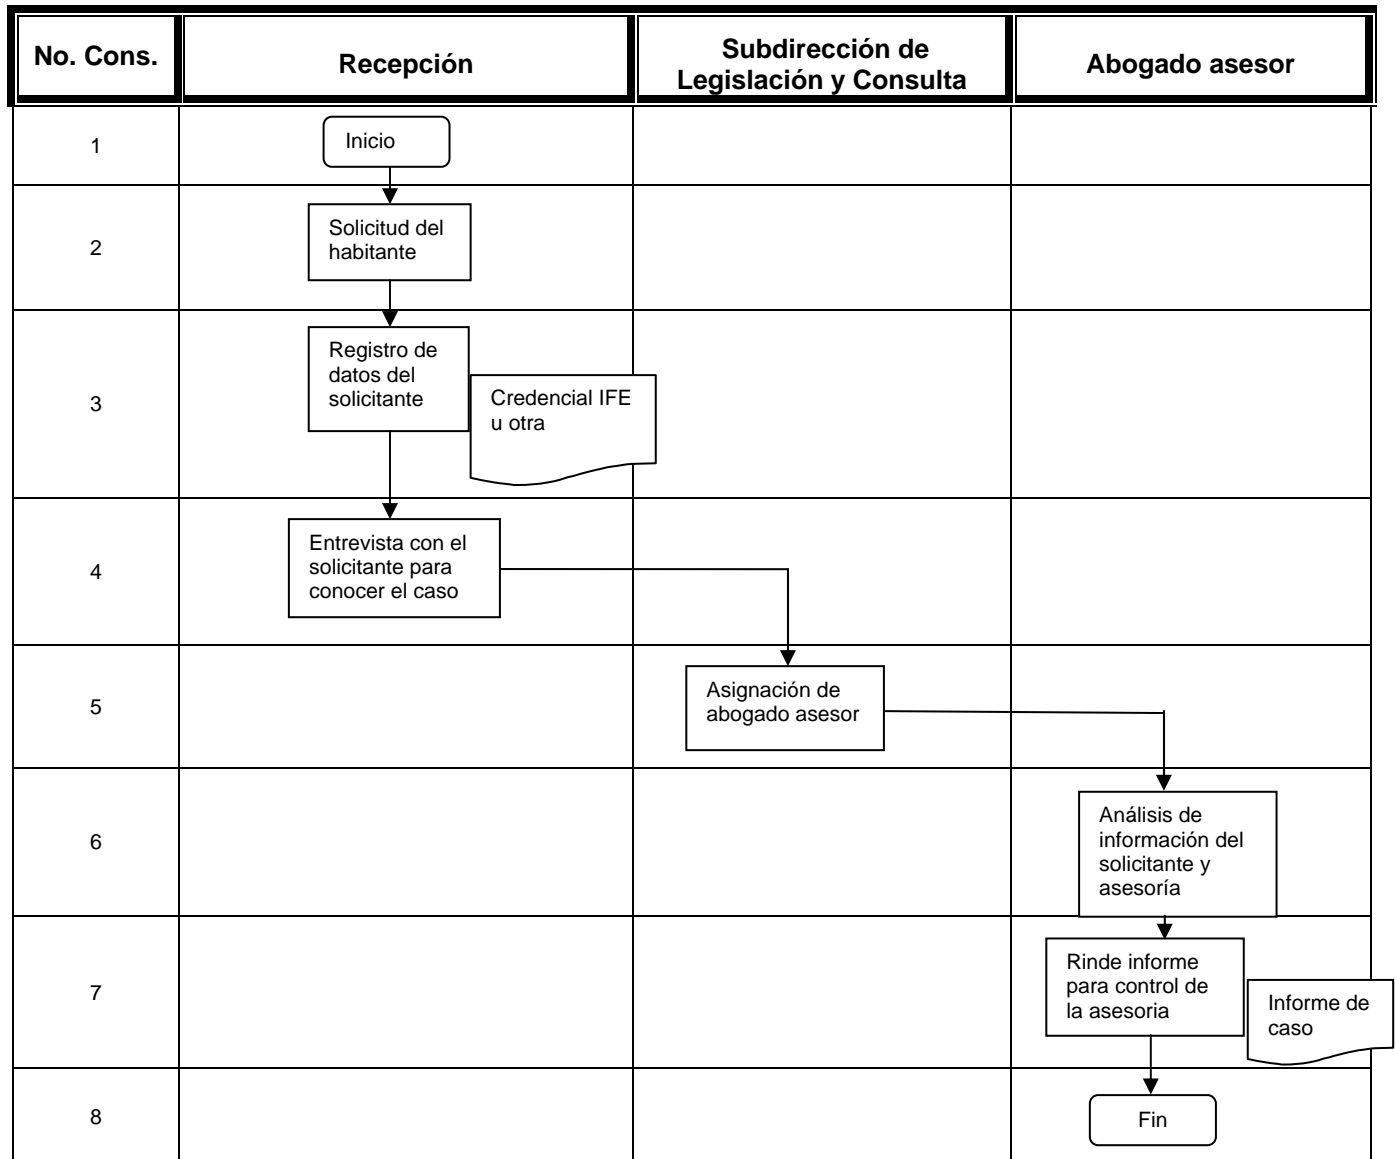 No. Cons.
Recepción
Subdirección de
Legislación y Consulta
Abogado asesor
1
Inicio
2
Solicitud del
habitante
3
Registro de
datos del
solicitante
Credencial IFE
u otra
4
Entrevista con el
solicitante para
conocer el caso
5
Asignación de
abogado asesor
6
Análisis de
información del
solicitante y
asesoría
7
Rinde informe
para control de
la asesoria
Informe de
caso
8
Fin